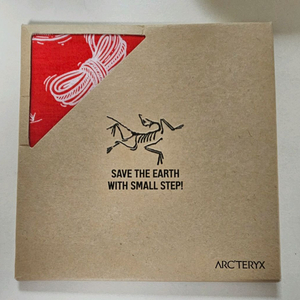 SAVE THE EARTH
WITH SMALL STEP!
ARC'TERYX